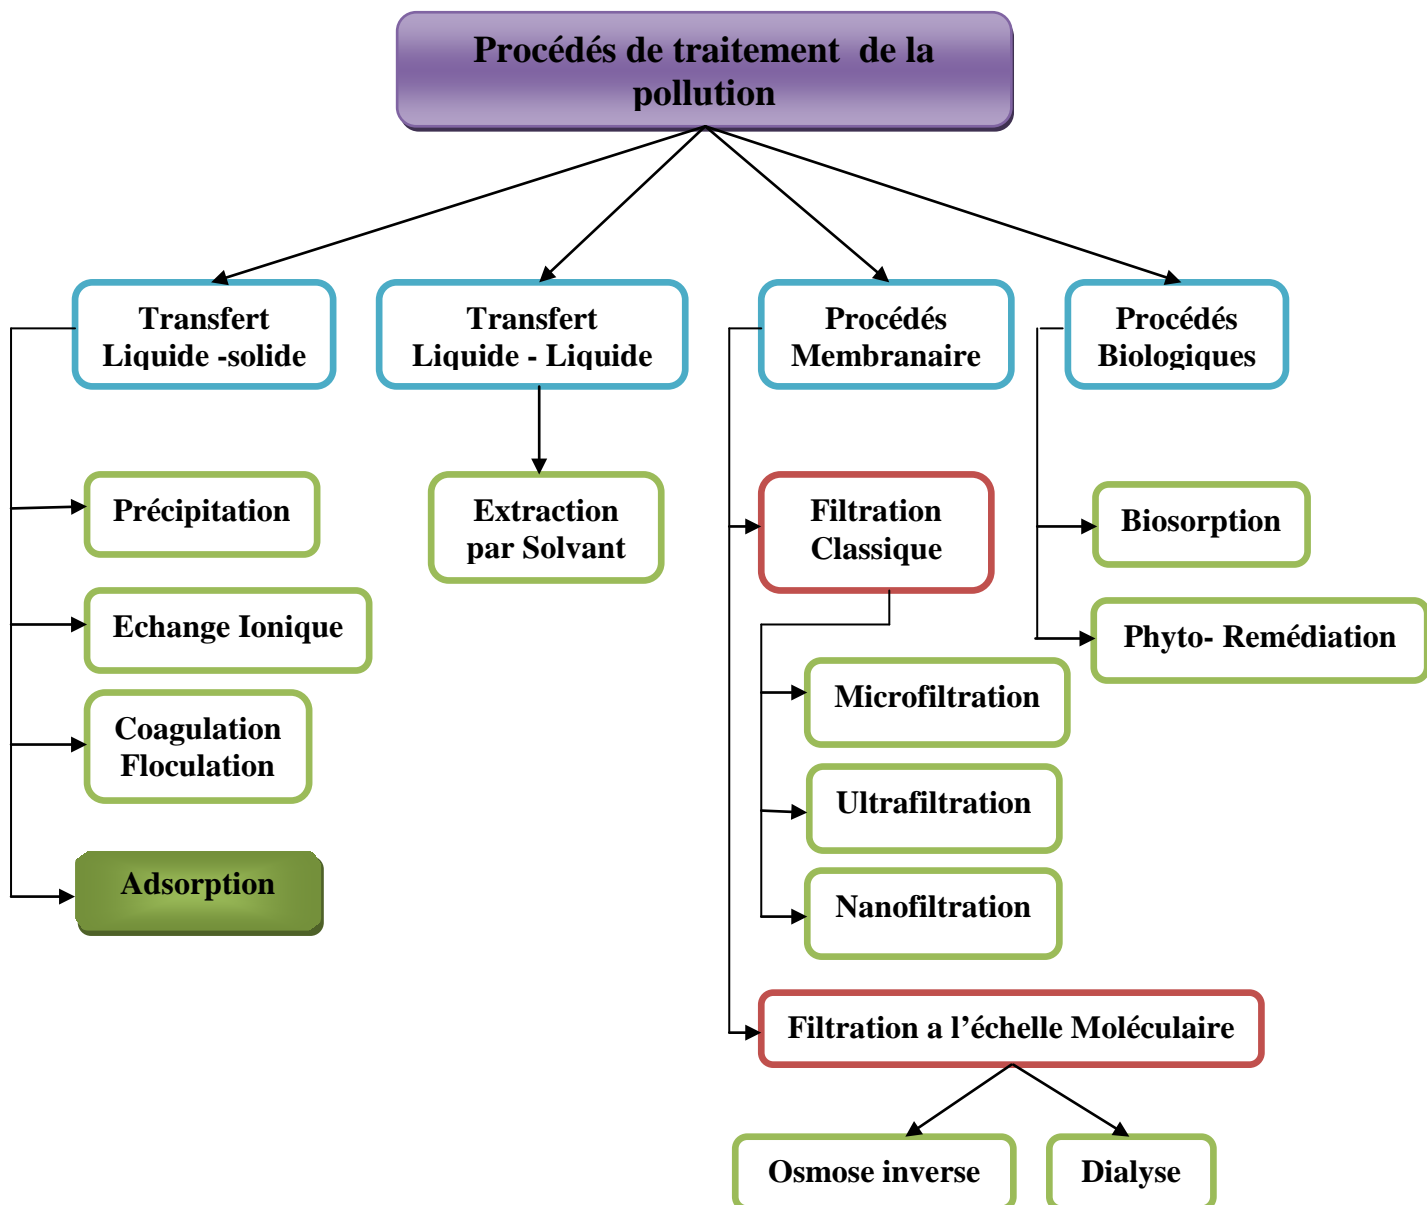 Procédés de traitement  de la
pollution
Transfert
Liquide -solide
Transfert
Liquide - Liquide
Procédés
Membranaire
Procédés
Biologiques
Précipitation
Echange Ionique
Coagulation
Floculation
Adsorption
Extraction
par Solvant
Filtration
Classique
Microfiltration
Ultrafiltration
Nanofiltration
Filtration a l’échelle Moléculaire
Osmose inverse
Dialyse
Biosorption
Phyto- Remédiation